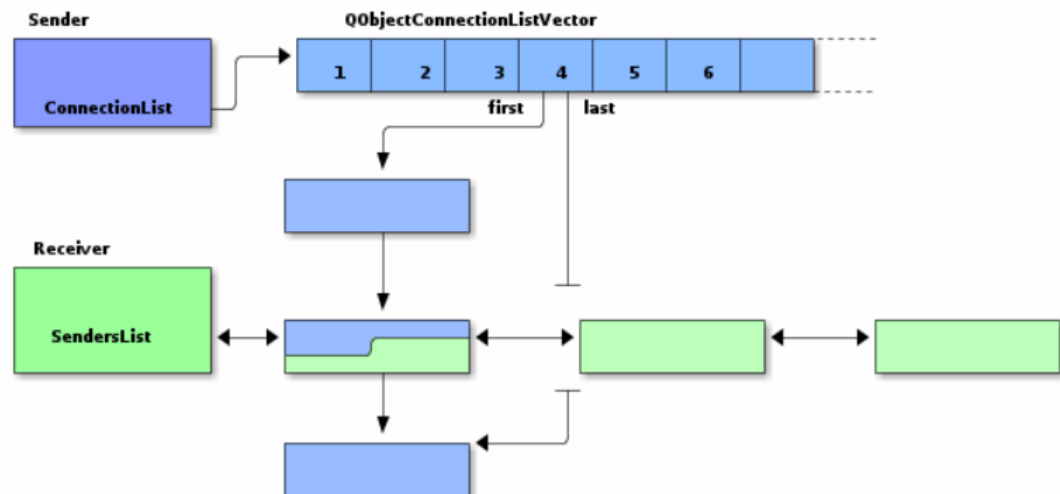 Sender
QObjectConnectionListVector
1 2 3 4 5 6
ConnectionList
first last
Receiver
SendersList